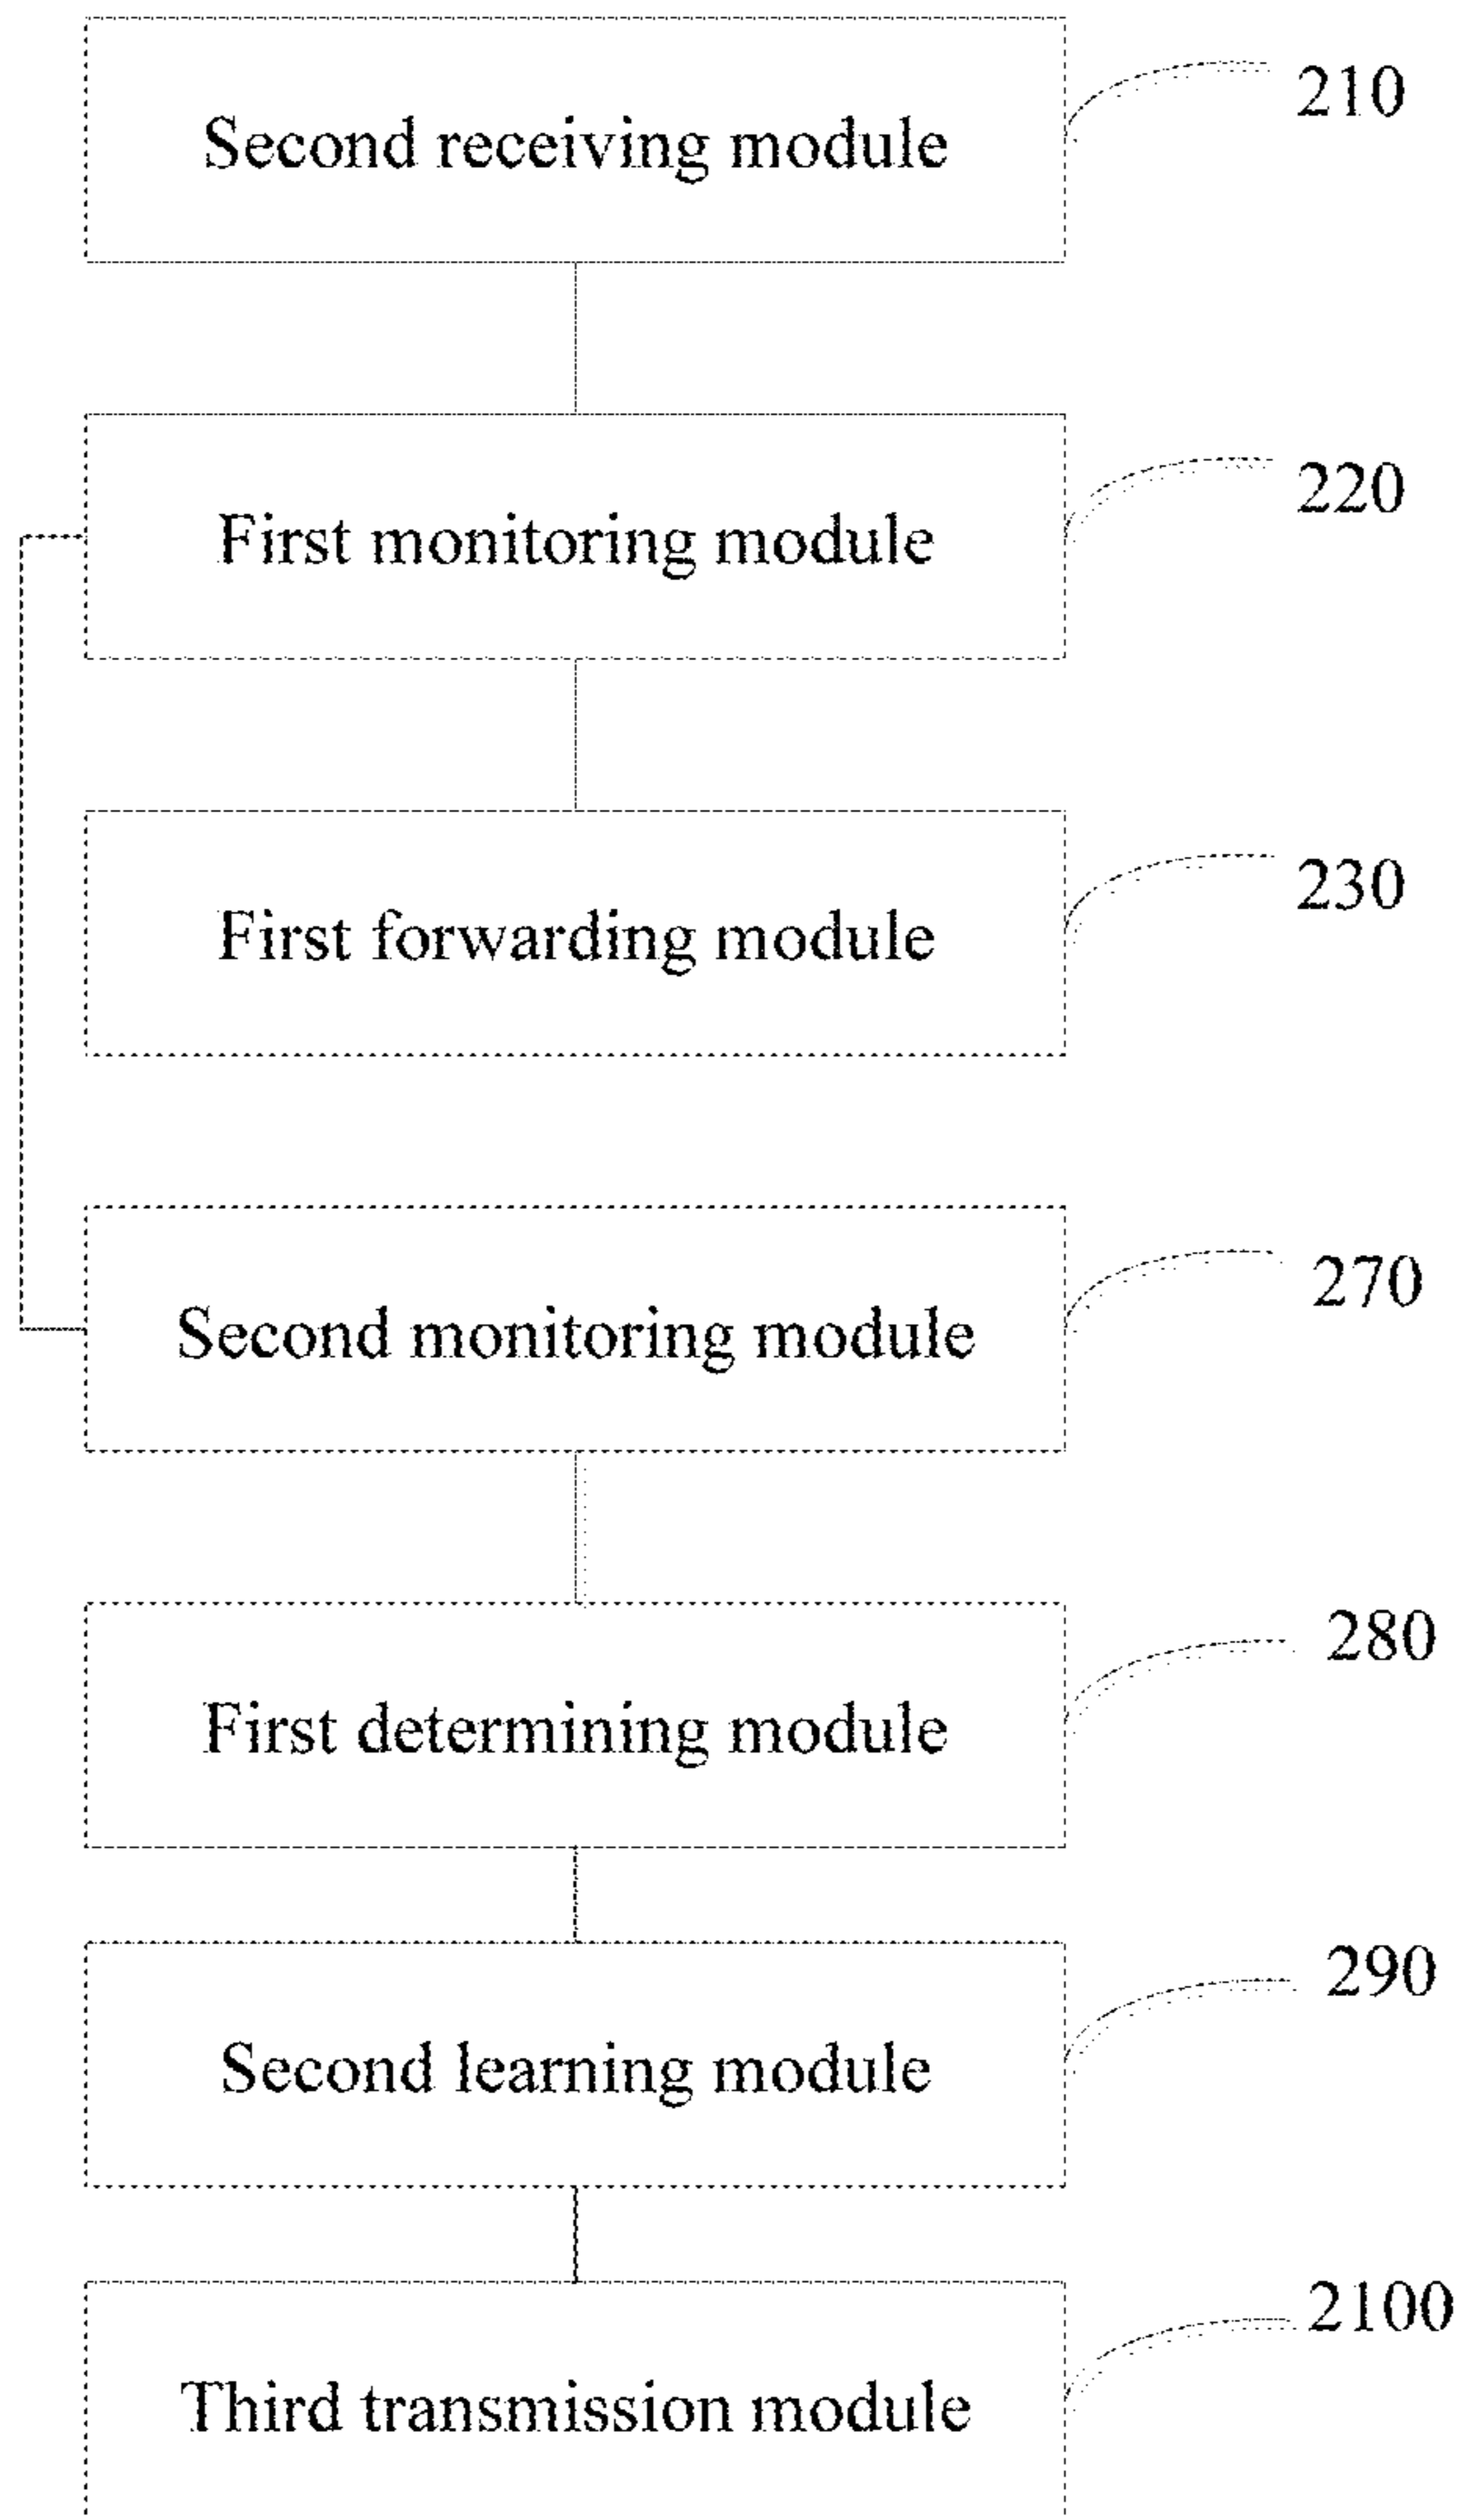 Second receiving module 210
First monitoring module 220
First forwarding module 230
Second monitoring module 270
First determining module 280
Second learning module 290
Third transmission module 2100